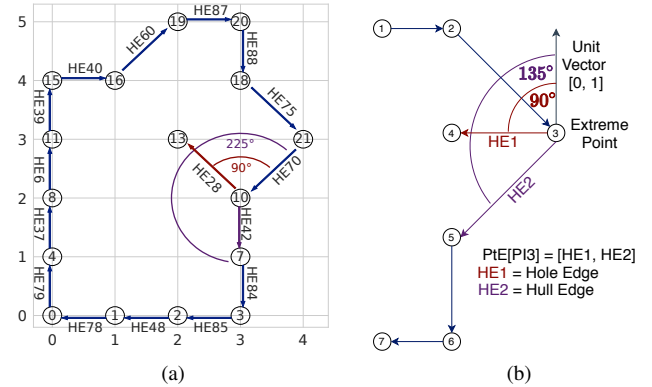 5
4
3
2
1
0
0
1
2
3
4
19
HE87
20
HE60
HE88
15
HE40
16
18
HE39
HE75
11
13
225°
21
HE6
HE28
90°
HE70
8
10
HE37
HE42
4
7
HE79
HE84
0
HE78
1
HE48
2
HE85
3
(a)
1
2
Unit
Vector
[0, 1]
135°
90°
4
HE1
3
Extreme
Point
HE2
5
PtE[PI3] = [HE1, HE2]
HE1 = Hole Edge
HE2 = Hull Edge
7
6
(b)